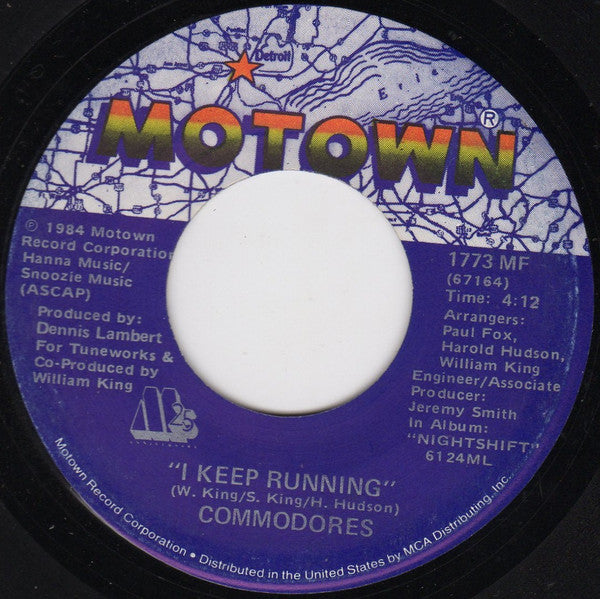 Detroit
Erie
MOTOWN®
℗ 1984 Motown
Record Corporation
Hanna Music/
Snoozie Music
(ASCAP)
Produced by:
Dennis Lambert
For Tuneworks &
Co-Produced by
William King
1773 MF
(67164)
Time: 4:12
Arrangers:
Paul Fox,
Harold Hudson,
William King
Engineer/Associate
Producer:
Jeremy Smith
In Album:
"NIGHTSHIFT"
6124ML
M 25
"I KEEP RUNNING"
(W. King/S. King/H. Hudson)
COMMODORES
Motown Record Corporation • Distributed in the United States by MCA Distributing, Inc.